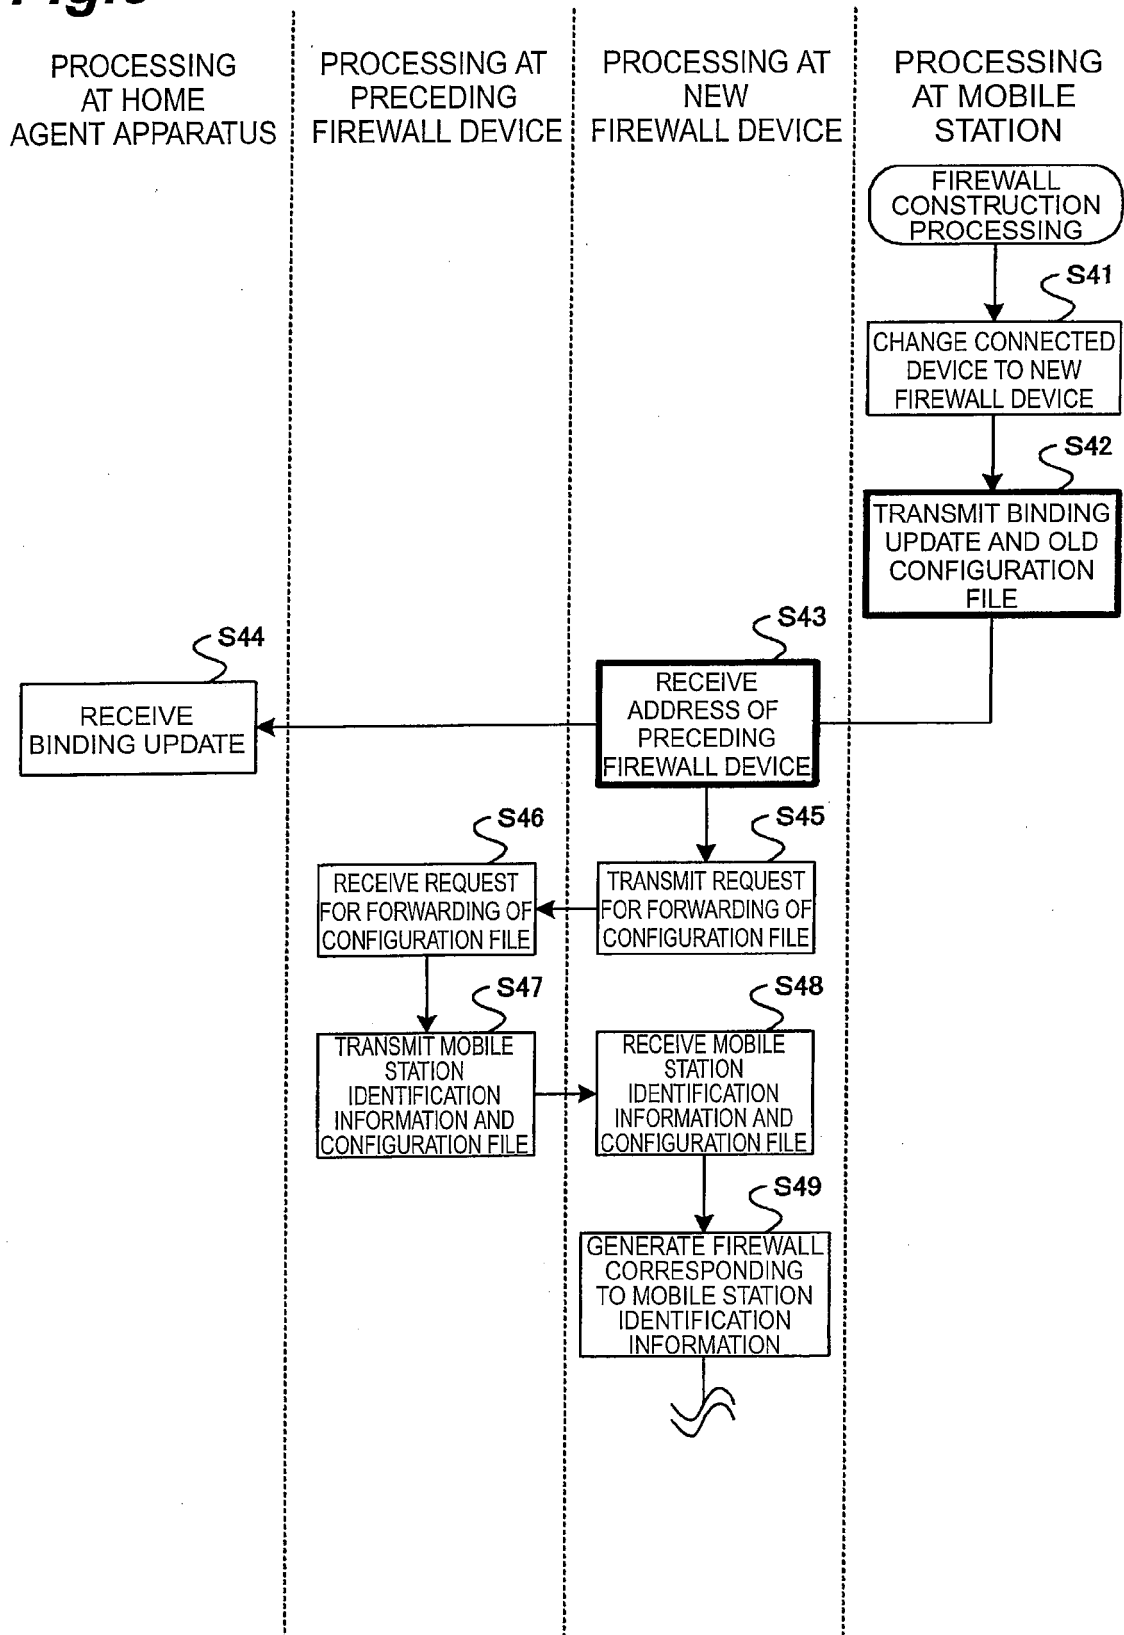 PROCESSING
AT HOME
AGENT APPARATUS
PROCESSING AT
PRECEDING
FIREWALL DEVICE
PROCESSING AT
NEW
FIREWALL DEVICE
PROCESSING
AT MOBILE
STATION
FIREWALL
CONSTRUCTION
PROCESSING
S41
CHANGE CONNECTED
DEVICE TO NEW
FIREWALL DEVICE
S42
TRANSMIT BINDING
UPDATE AND OLD
CONFIGURATION
FILE
S43
RECEIVE
ADDRESS OF
PRECEDING
FIREWALL DEVICE
S44
RECEIVE
BINDING UPDATE
S45
TRANSMIT REQUEST
FOR FORWARDING OF
CONFIGURATION FILE
S46
RECEIVE REQUEST
FOR FORWARDING OF
CONFIGURATION FILE
S47
TRANSMIT MOBILE
STATION
IDENTIFICATION
INFORMATION AND
CONFIGURATION FILE
S48
RECEIVE MOBILE
STATION
IDENTIFICATION
INFORMATION AND
CONFIGURATION FILE
S49
GENERATE FIREWALL
CORRESPONDING
TO MOBILE STATION
IDENTIFICATION
INFORMATION